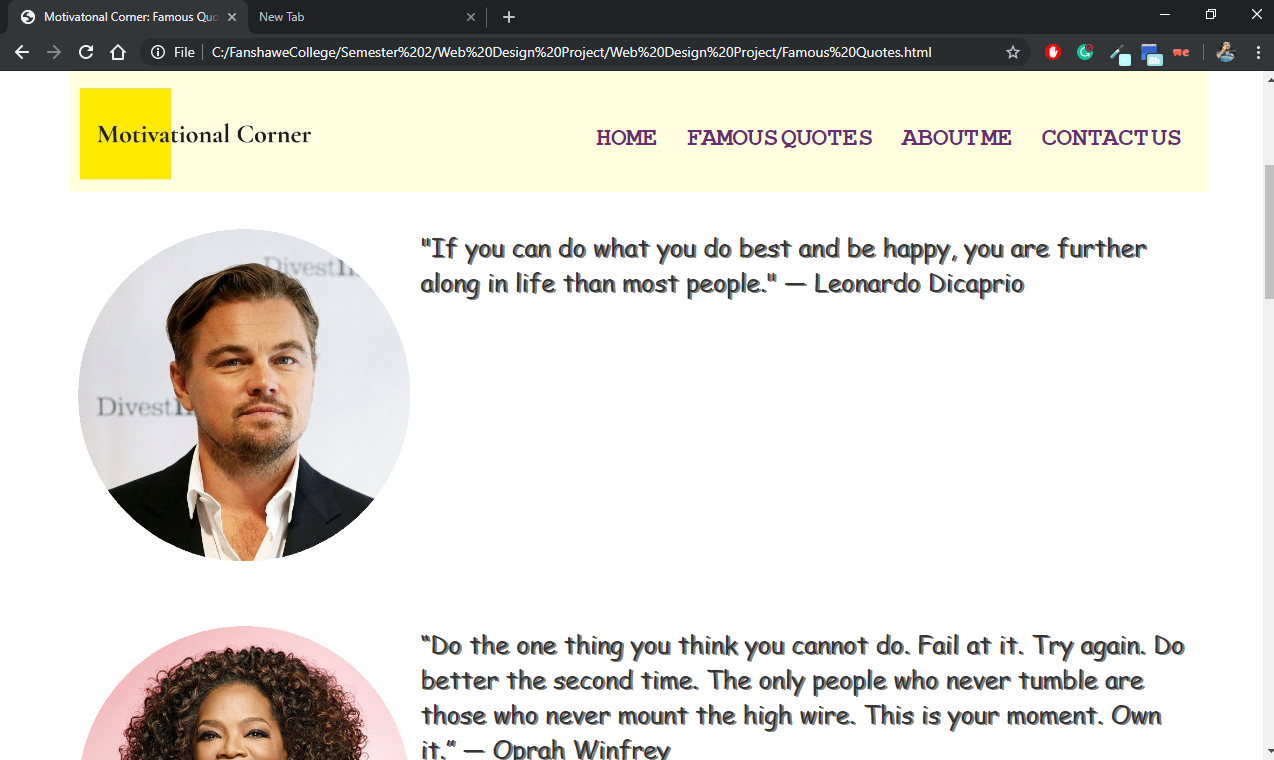 Motivatonal Corner: Famous Quo
New Tab
File C:/FanshaweCollege/Semester%202/Web%20Design%20Project/Web%20Design%20Project/Famous%20Quotes.html
8h
Motivational Corner
HOME FAMOUS QUOTES ABOUT ME CONTACT US
DivestIn
DivestI
"If you can do what you do best and be happy, you are further
along in life than most people." — Leonardo Dicaprio
“Do the one thing you think you cannot do. Fail at it. Try again. Do
better the second time. The only people who never tumble are
those who never mount the high wire. This is your moment. Own
it.” — Oprah Winfrey